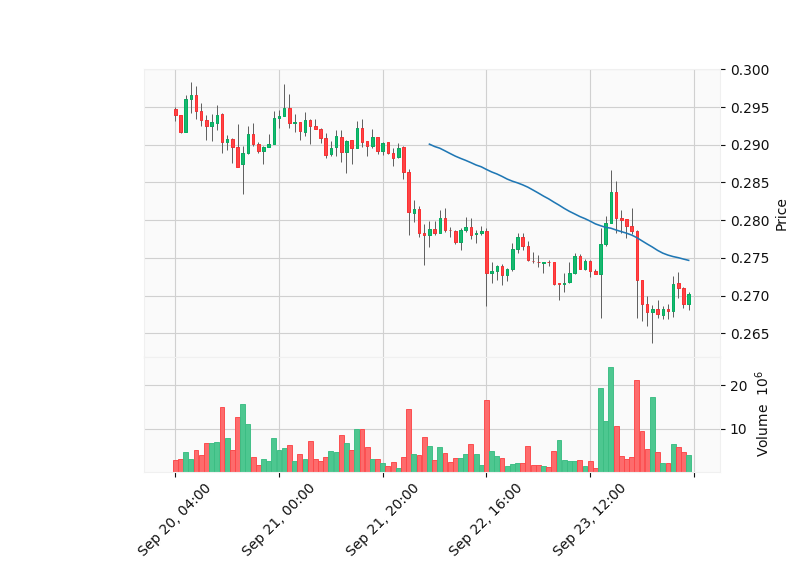 0.300
0.295
0.290
0.285
0.280
0.275
0.270
0.265
Price
20
10
Volume 10^6
Sep 20, 04:00
Sep 21, 00:00
Sep 21, 20:00
Sep 22, 16:00
Sep 23, 12:00